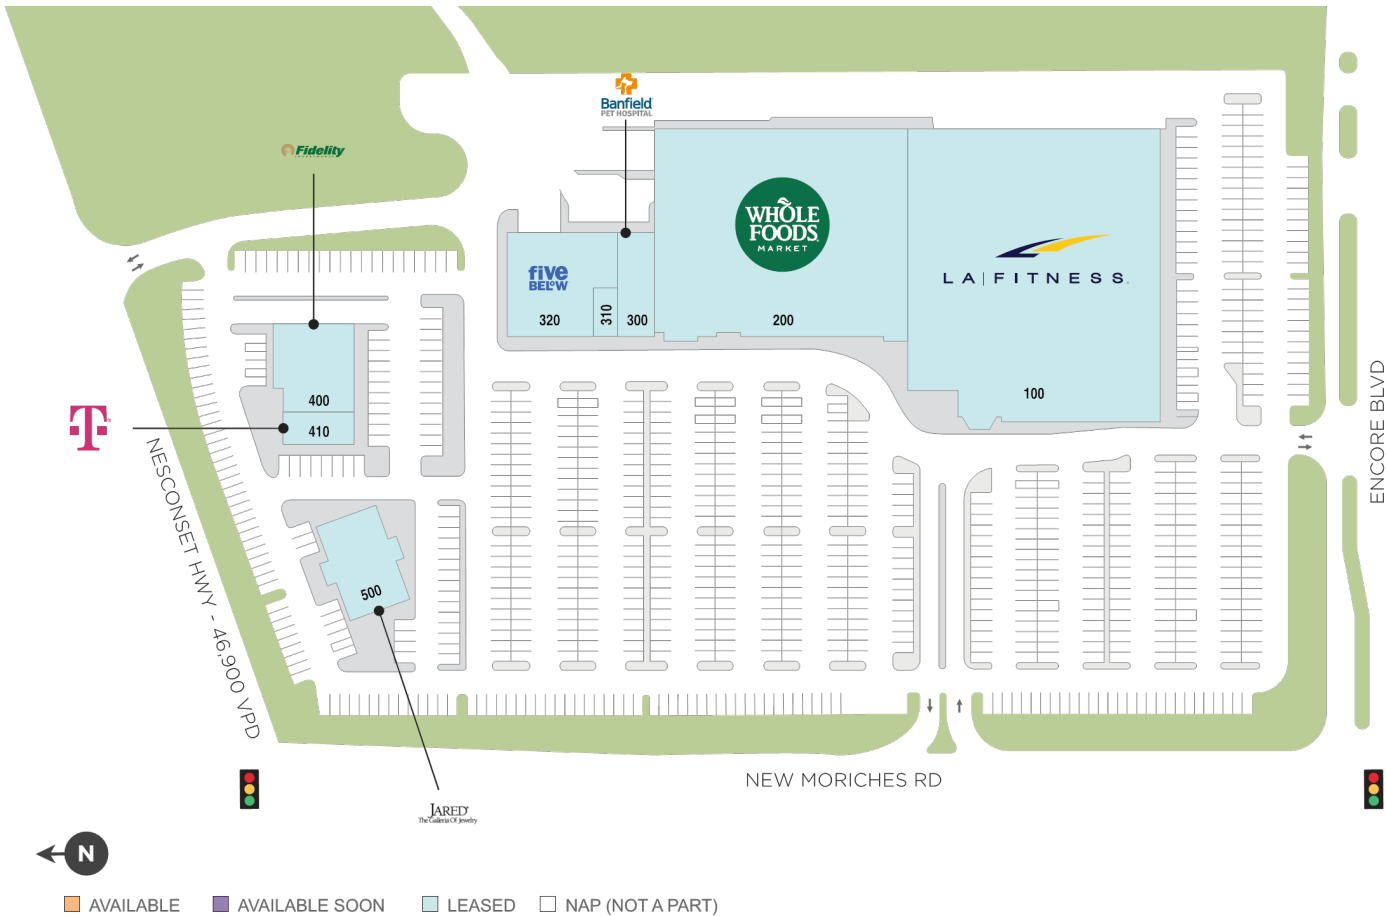 Banfield
PET HOSPITAL
Fidelity
INVESTMENTS
WHOLE
FOODS
MARKET
LA|FITNESS.
five
BEL°W
320
310
300
200
100
400
410
T
ENCORE BLVD
NESCONSET HWY - 46,900 VPD
500
NEW MORICHES RD
JARED
The Galleria Of Jewelry
N
AVAILABLE
AVAILABLE SOON
LEASED
NAP (NOT A PART)